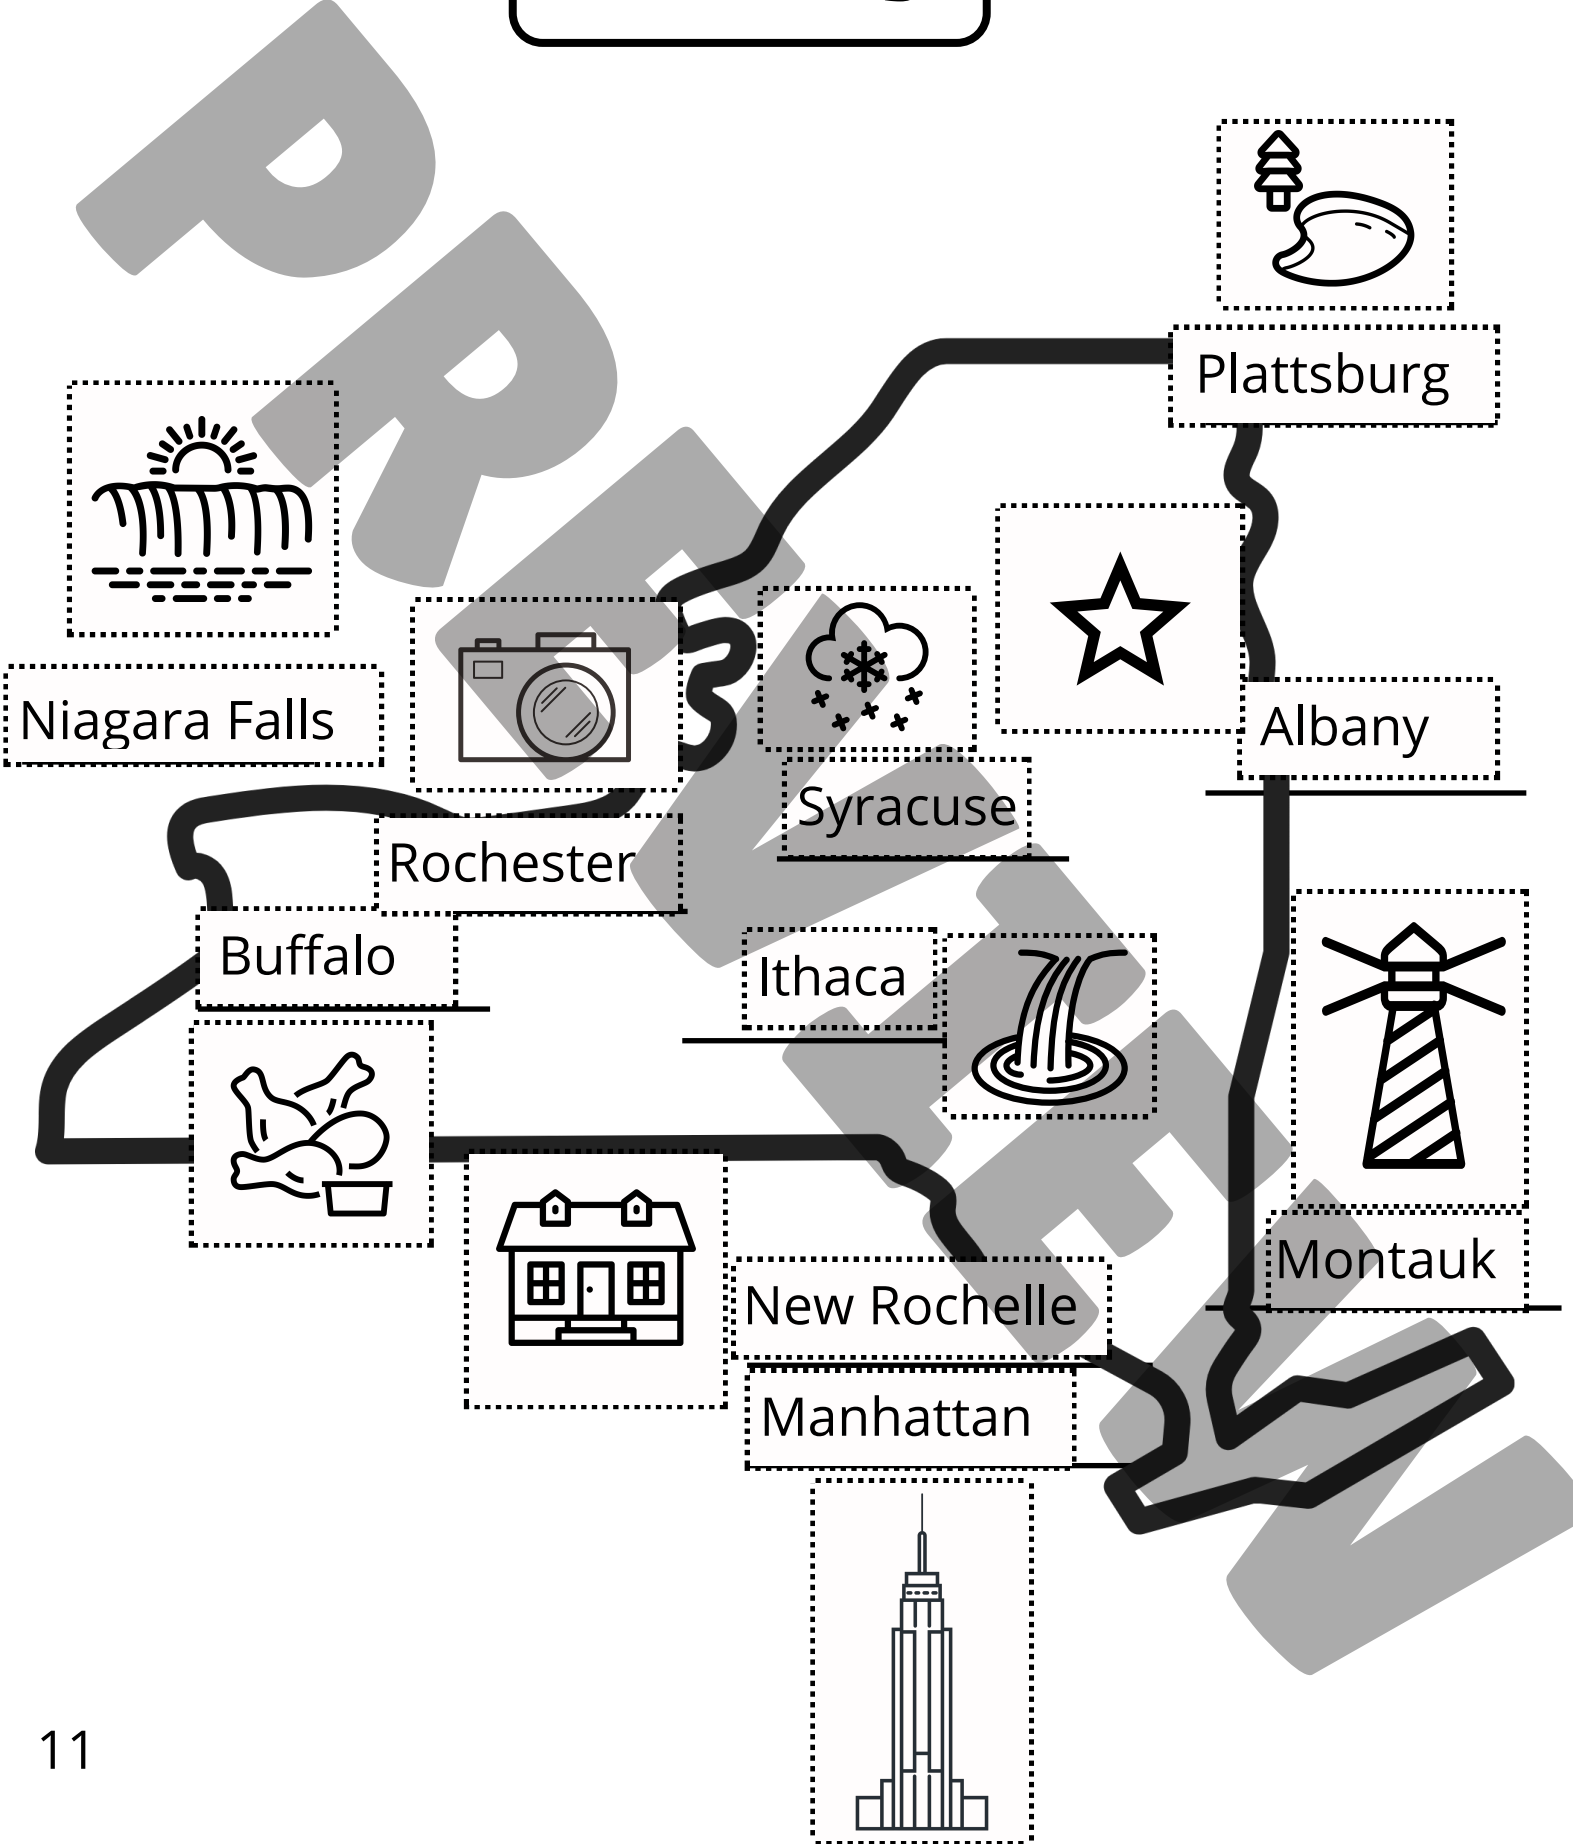 Plattsburg
Niagara Falls
Albany
Syracuse
Rochester
Buffalo
Ithaca
Montauk
New Rochelle
Manhattan
11
PREVIEW